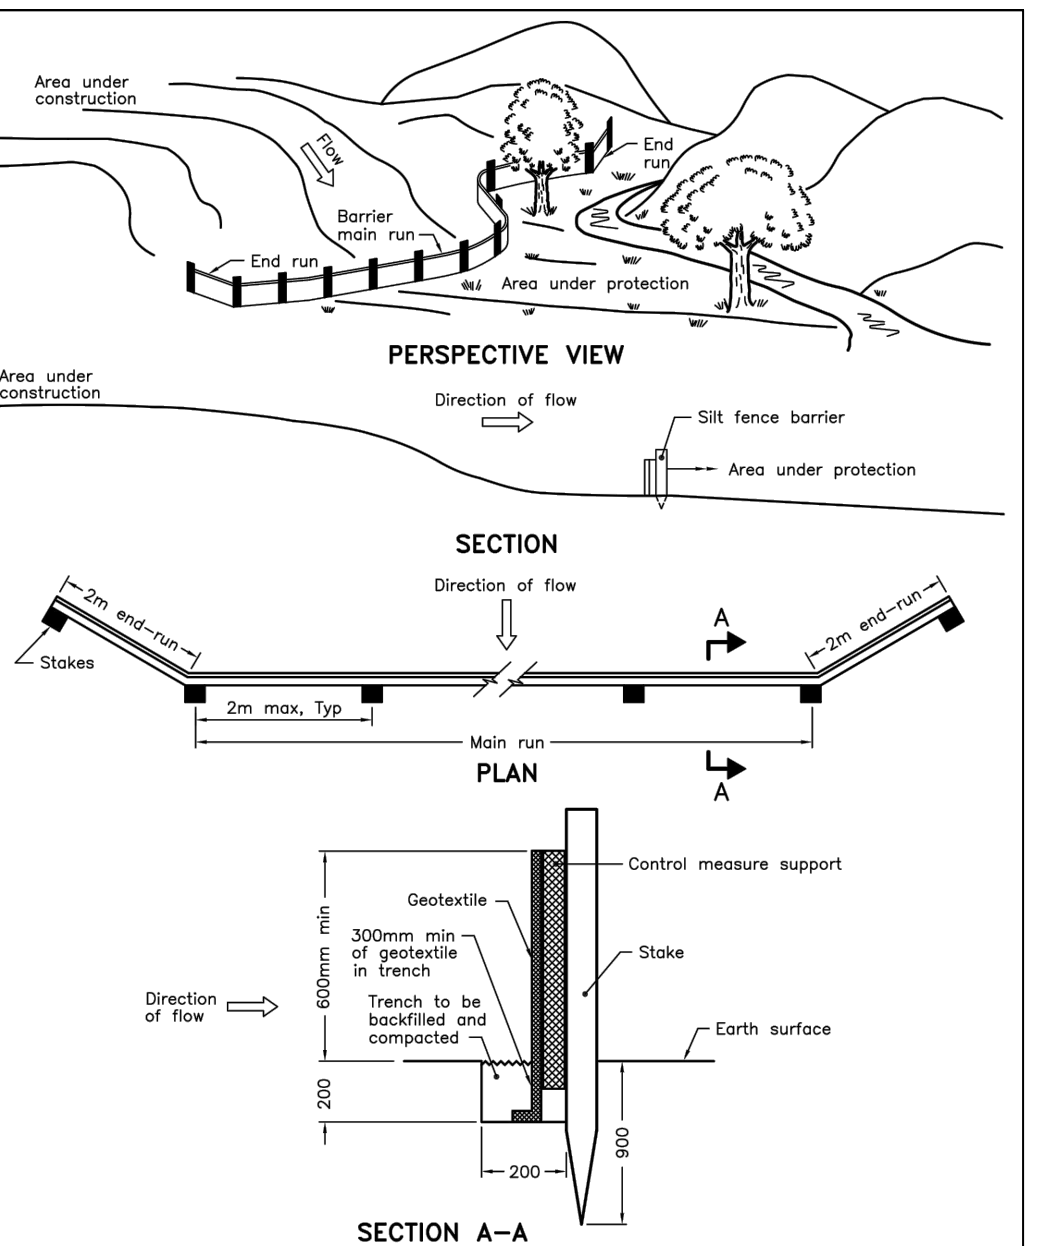 Area under
construction
Flow
End
run
Barrier
main run
End run
Area under protection
PERSPECTIVE VIEW
Area under
construction
Direction of flow
Silt fence barrier
Area under protection
SECTION
Direction of flow
2m end-run
2m end-run
A
Stakes
2m max, Typ
Main run
PLAN
A
Control measure support
Geotextile
600mm min
300mm min
of geotextile
in trench
Stake
Direction
of flow
Trench to be
backfilled and
compacted
Earth surface
200
900
200
SECTION A-A